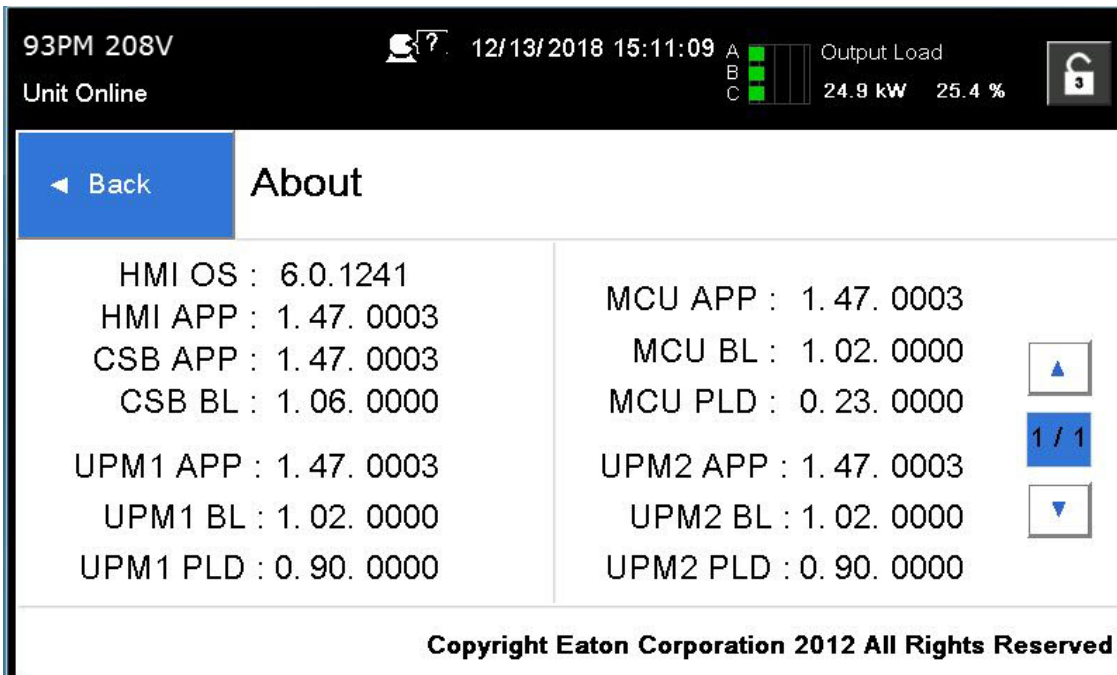 93PM 208V
Unit Online
?
12/13/2018 15:11:09
A
B
C
Output Load
24.9 kW 25.4 %
3
◄ Back
About
HMI OS : 6.0.1241
HMI APP : 1. 47. 0003
CSB APP : 1. 47. 0003
CSB BL : 1. 06. 0000
UPM1 APP : 1. 47. 0003
UPM1 BL : 1. 02. 0000
UPM1 PLD : 0. 90. 0000
MCU APP : 1. 47. 0003
MCU BL : 1. 02. 0000
MCU PLD : 0. 23. 0000
UPM2 APP : 1. 47. 0003
UPM2 BL : 1. 02. 0000
UPM2 PLD : 0. 90. 0000
▲
1 / 1
▼
Copyright Eaton Corporation 2012 All Rights Reserved